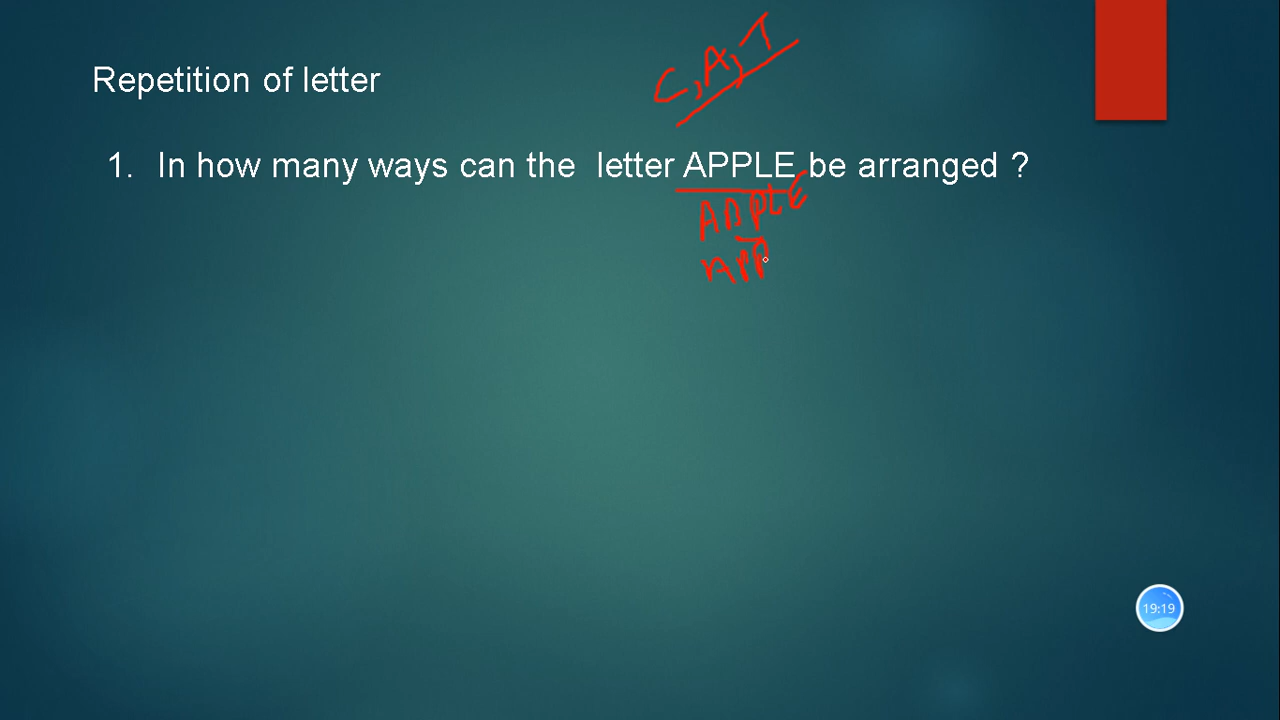 C, A, T
Repetition of letter
1. In how many ways can the letter APPLE be arranged ?
APPLE
APP
19:19